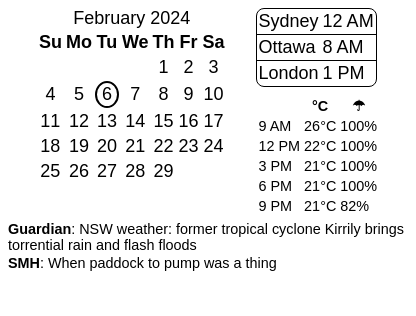 February 2024
Su Mo Tu We Th Fr Sa
1 2 3
4 5 6 7 8 9 10
11 12 13 14 15 16 17
18 19 20 21 22 23 24
25 26 27 28 29
Sydney 12 AM
Ottawa 8 AM
London 1 PM
°C ☂
9 AM 26°C 100%
12 PM 22°C 100%
3 PM 21°C 100%
6 PM 21°C 100%
9 PM 21°C 82%
Guardian: NSW weather: former tropical cyclone Kirrily brings
torrential rain and flash floods
SMH: When paddock to pump was a thing